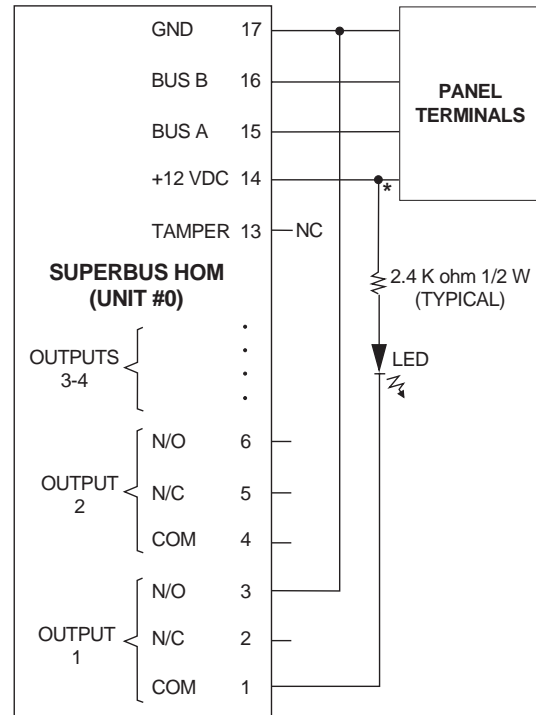 GND 17
BUS B 16
BUS A 15
+12 VDC 14
*
TAMPER 13 NC
PANEL
TERMINALS
SUPERBUS HOM
(UNIT #0)
2.4 K ohm 1/2 W
(TYPICAL)
LED
OUTPUTS
3-4
N/O 6
N/C 5
COM 4
OUTPUT
2
N/O 3
N/C 2
COM 1
OUTPUT
1